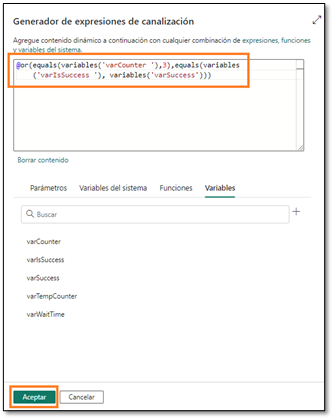 Generador de expresiones de canalización
Agregue contenido dinámico a continuación con cualquier combinación de expresiones, funciones
y variables del sistema.
@or(equals(variables('varCounter '),3),equals(variables
('varIsSuccess '), variables('varSuccess')))
Borrar contenido
Parámetros Variables del sistema Funciones Variables
Buscar
varCounter
varIsSuccess
varSuccess
varTempCounter
varWaitTime
Aceptar Cancelar